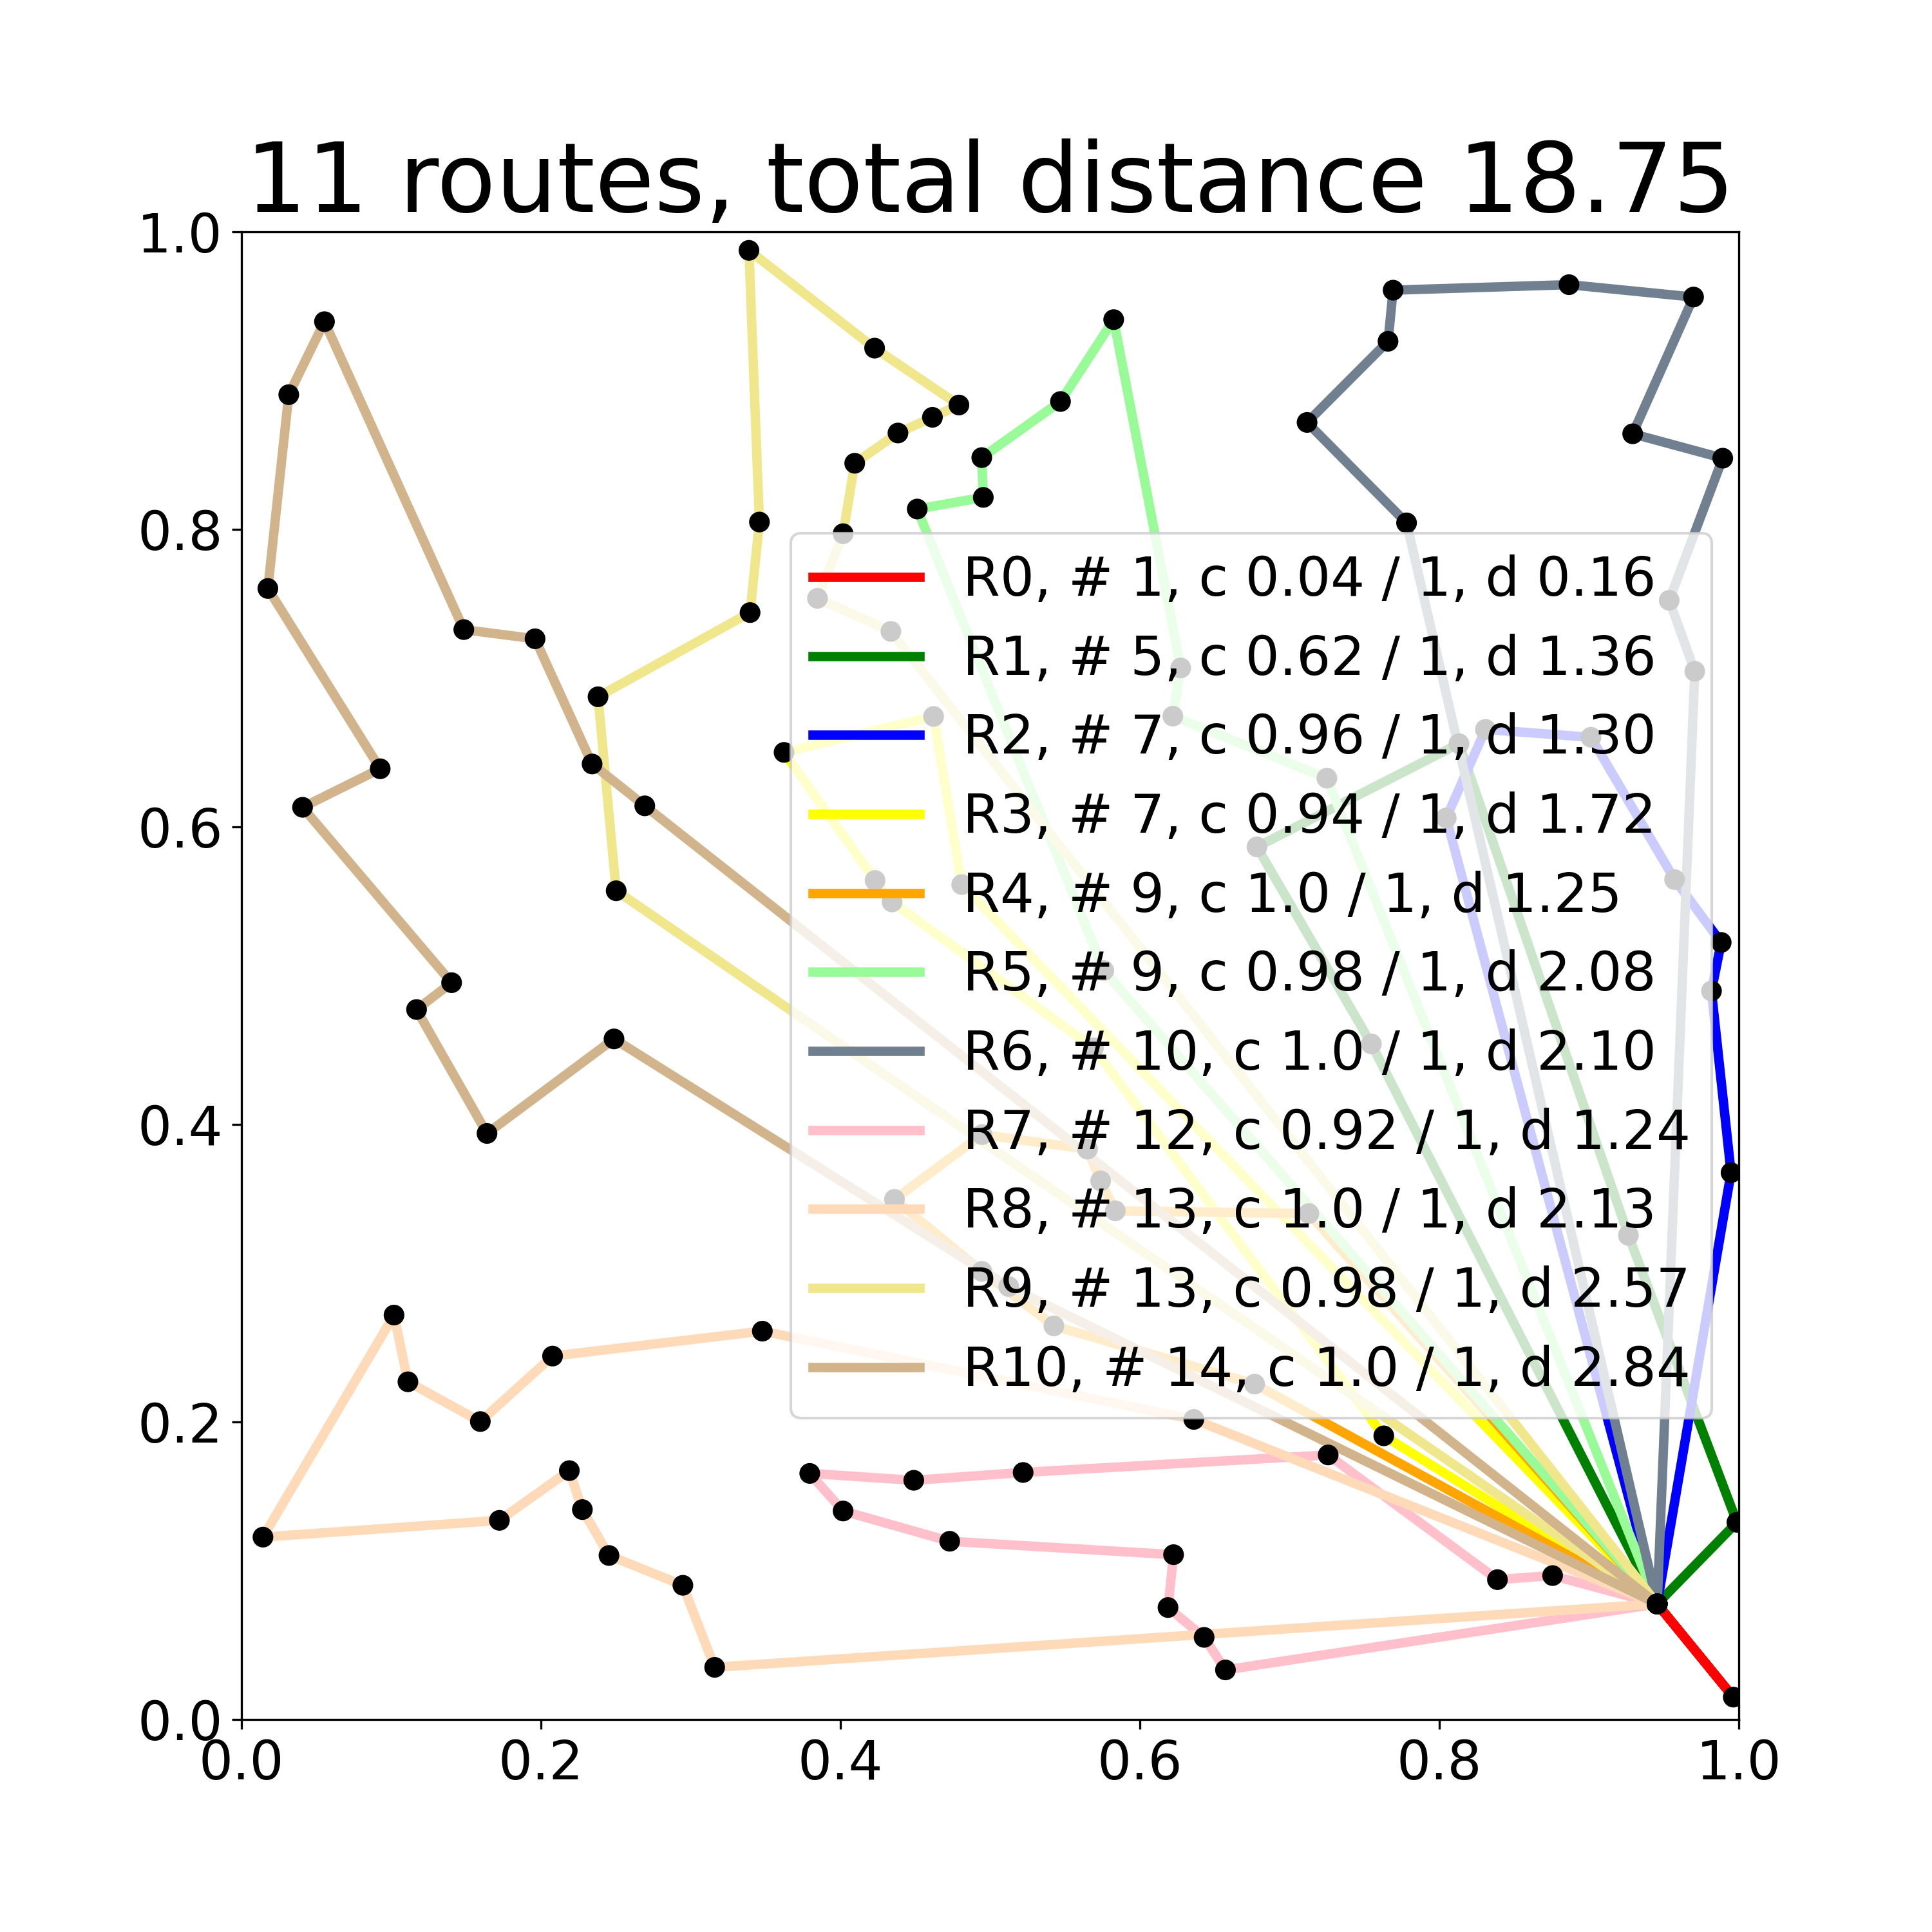 11 routes, total distance 18.75
1.0
0.8
0.6
0.4
0.2
0.0
R0, # 1, c 0.04 / 1, d 0.16
R1, # 5, c 0.62 / 1, d 1.36
R2, # 7, c 0.96 / 1, d 1.30
R3, # 7, c 0.94 / 1, d 1.72
R4, # 9, c 1.0 / 1, d 1.25
R5, # 9, c 0.98 / 1, d 2.08
R6, # 10, c 1.0 / 1, d 2.10
R7, # 12, c 0.92 / 1, d 1.24
R8, # 13, c 1.0 / 1, d 2.13
R9, # 13, c 0.98 / 1, d 2.57
R10, # 14, c 1.0 / 1, d 2.84
0.0 0.2 0.4 0.6 0.8 1.0